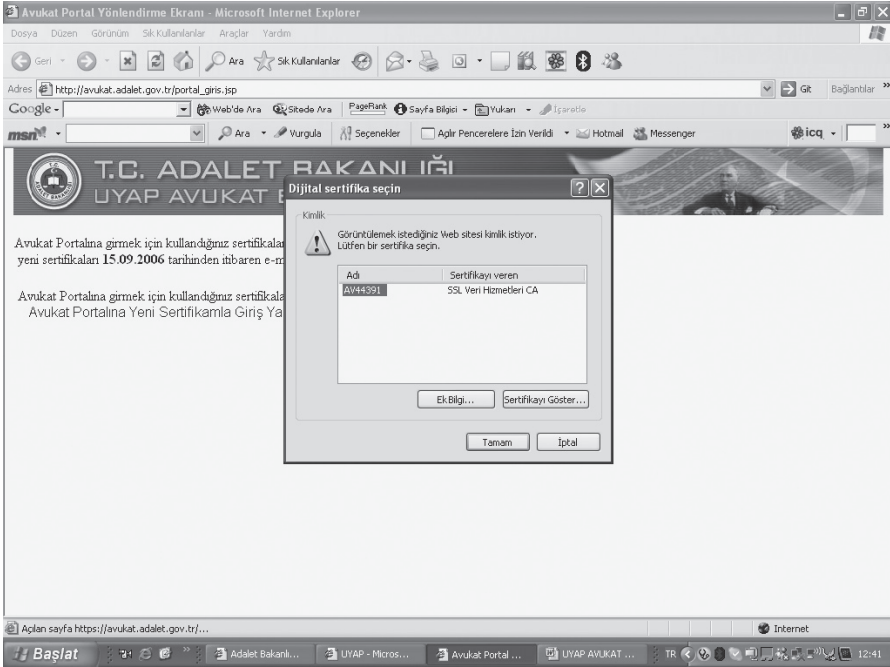 Avukat Portal Yönlendirme Ekranı - Microsoft Internet Explorer
Dosya Düzen Görünüm Sık Kullanılanlar Araçlar Yardım
Geri Ara Sık Kullanılanlar
Adres http://avukat.adalet.gov.tr/portal_giris.jsp Git Bağlantılar »
Google Web'de Ara Sitede Ara PageRank Sayfa Bilgisi Yukarı İşaretle
msn Ara Vurgula Seçenekler Açılır Pencerelere İzin Verildi Hotmail Messenger icq »
T.C. ADALET BAKANLIĞI
UYAP AVUKAT
Dijital sertifika seçin
Kimlik
Görüntülemek istediğiniz Web sitesi kimlik istiyor.
Lütfen bir sertifika seçin.
Adı Sertifikayı veren
AV44391 SSL Veri Hizmetleri CA
Ek Bilgi... Sertifikayı Göster...
Tamam İptal
Avukat Portalına girmek için kullandığınız sertifikalar
yeni sertifikaları 15.09.2006 tarihinden itibaren e-m
Avukat Portalına girmek için kullandığınız sertifikala
Avukat Portalına Yeni Sertifikamla Giriş Ya
Açılan sayfa https://avukat.adalet.gov.tr/... Internet
Başlat » Adalet Bakanlı... UYAP - Micros... Avukat Portal ... UYAP AVUKAT ... TR 12:41